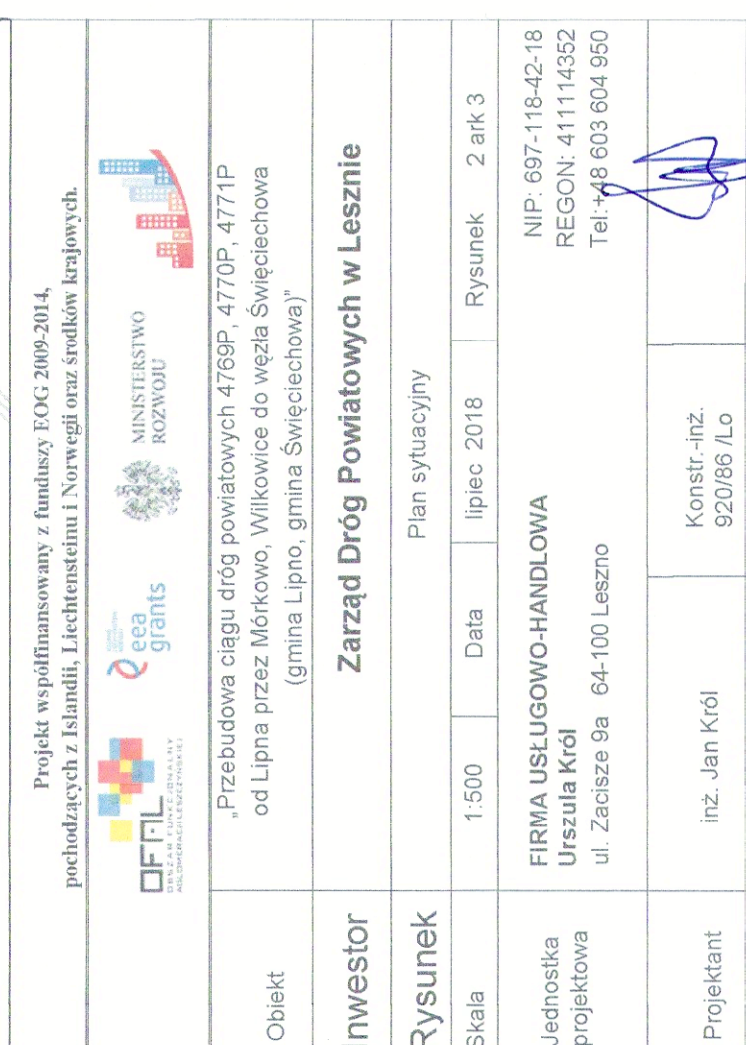 Projekt współfinansowany z funduszy EOG 2009-2014,
pochodzących z Islandii, Liechtensteinu i Norwegii oraz środków krajowych.
OFAL
OBSZAR FUNKCJONALNY
AGLOMERACJI LESZCZYŃSKIEJ
eea
grants
MINISTERSTWO
ROZWOJU
Obiekt
„Przebudowa ciągu dróg powiatowych 4769P, 4770P, 4771P
od Lipna przez Mórkowo, Wilkowice do węzła Święciechowa
(gmina Lipno, gmina Święciechowa)”
Inwestor
Zarząd Dróg Powiatowych w Lesznie
Rysunek
Plan sytuacyjny
Skala 1:500 Data lipiec 2018 Rysunek 2 ark 3
Jednostka
projektowa
FIRMA USŁUGOWO-HANDLOWA
Urszula Król
ul. Zacisze 9a 64-100 Leszno
NIP: 697-118-42-18
REGON: 411114352
Tel:+48 603 604 950
Projektant
inż. Jan Król
Konstr.-inż.
920/86 /Lo